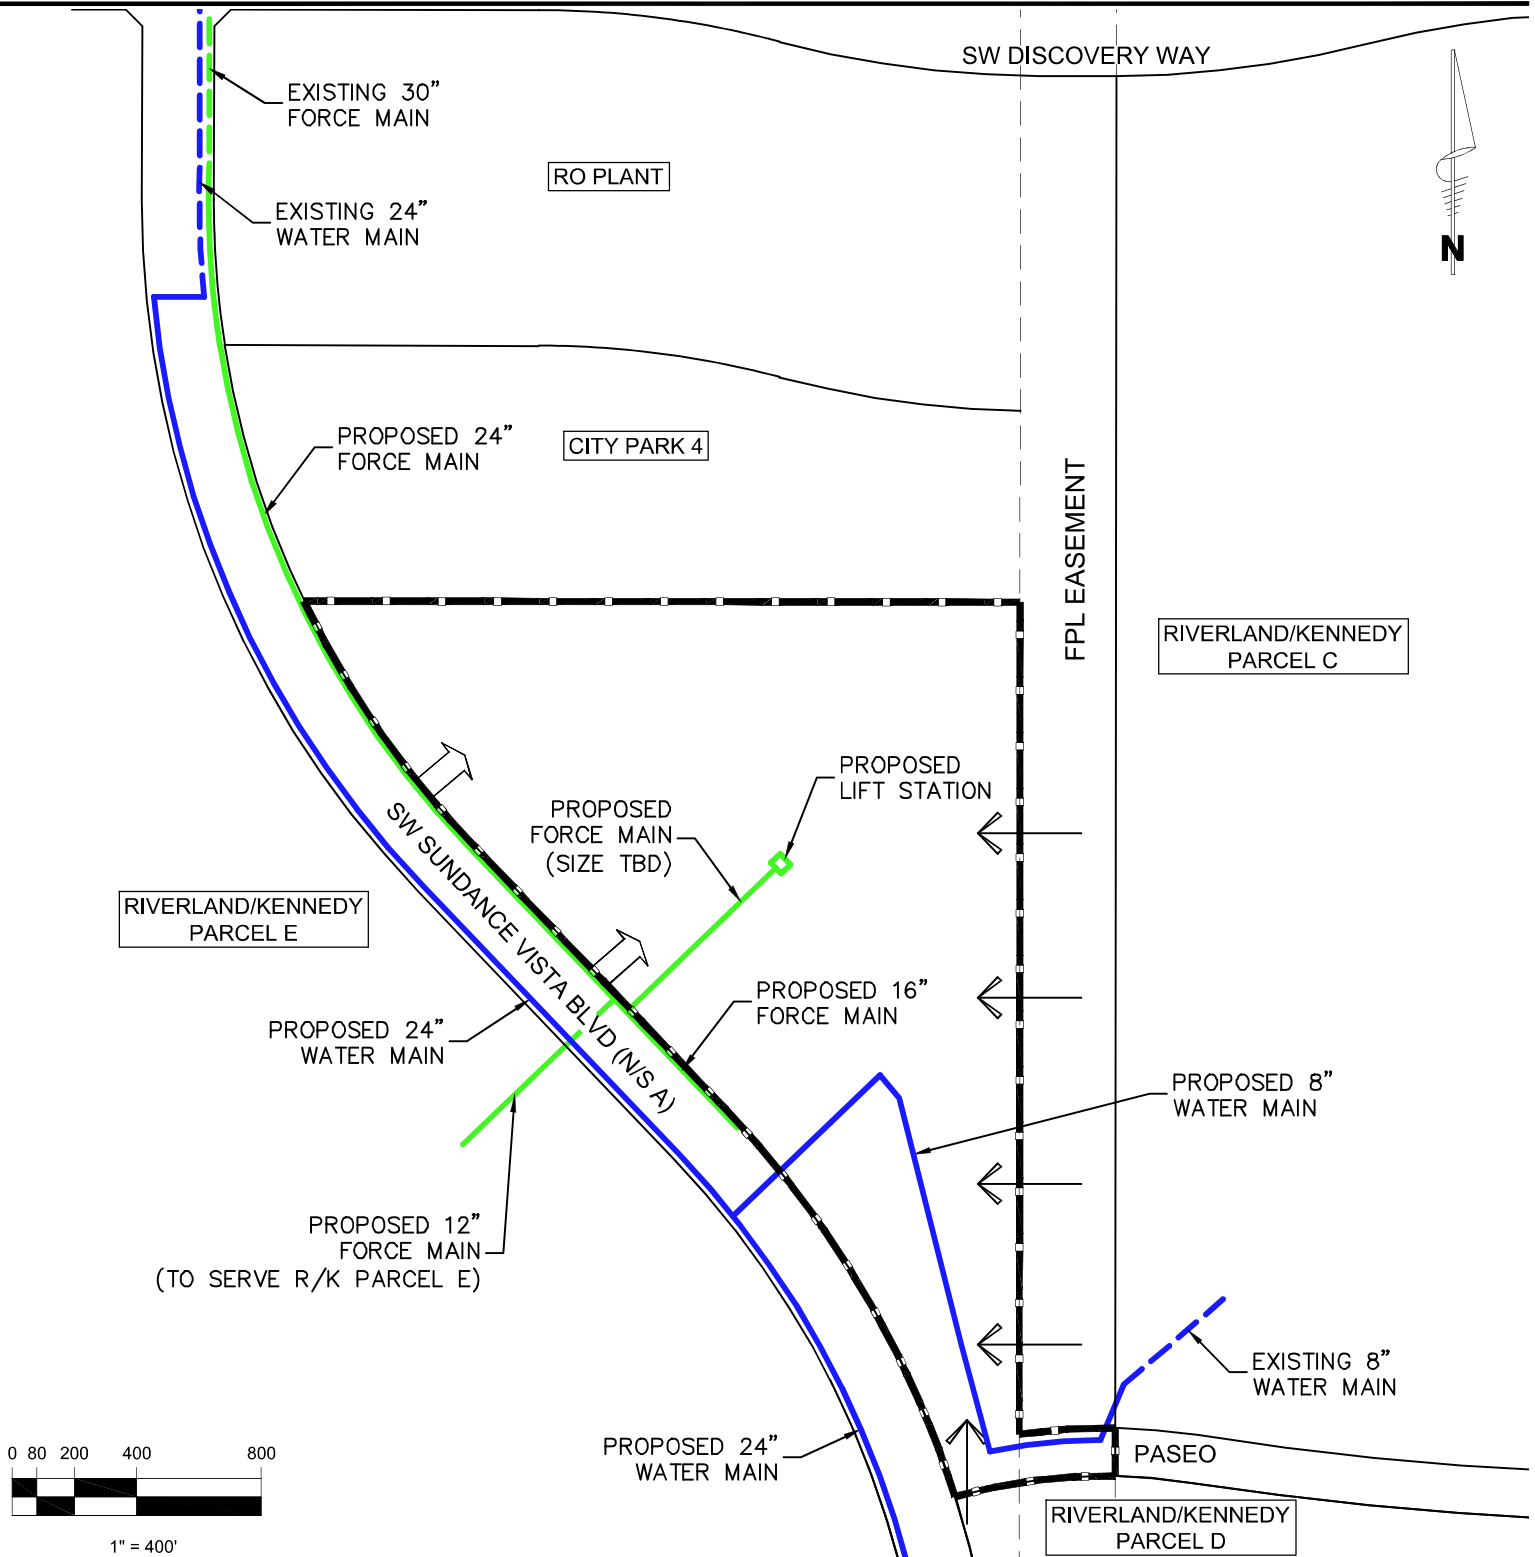 SW DISCOVERY WAY
EXISTING 30”
FORCE MAIN
RO PLANT
EXISTING 24”
WATER MAIN
N
PROPOSED 24”
FORCE MAIN
CITY PARK 4
FPL EASEMENT
RIVERLAND/KENNEDY
PARCEL C
PROPOSED
LIFT STATION
PROPOSED
FORCE MAIN
(SIZE TBD)
SW SUNDANCE VISTA BLVD (N/S A)
RIVERLAND/KENNEDY
PARCEL E
PROPOSED 16”
FORCE MAIN
PROPOSED 24”
WATER MAIN
PROPOSED 8”
WATER MAIN
PROPOSED 12”
FORCE MAIN
(TO SERVE R/K PARCEL E)
EXISTING 8”
WATER MAIN
PROPOSED 24”
WATER MAIN
PASEO
RIVERLAND/KENNEDY
PARCEL D
0 80 200 400 800
1" = 400'